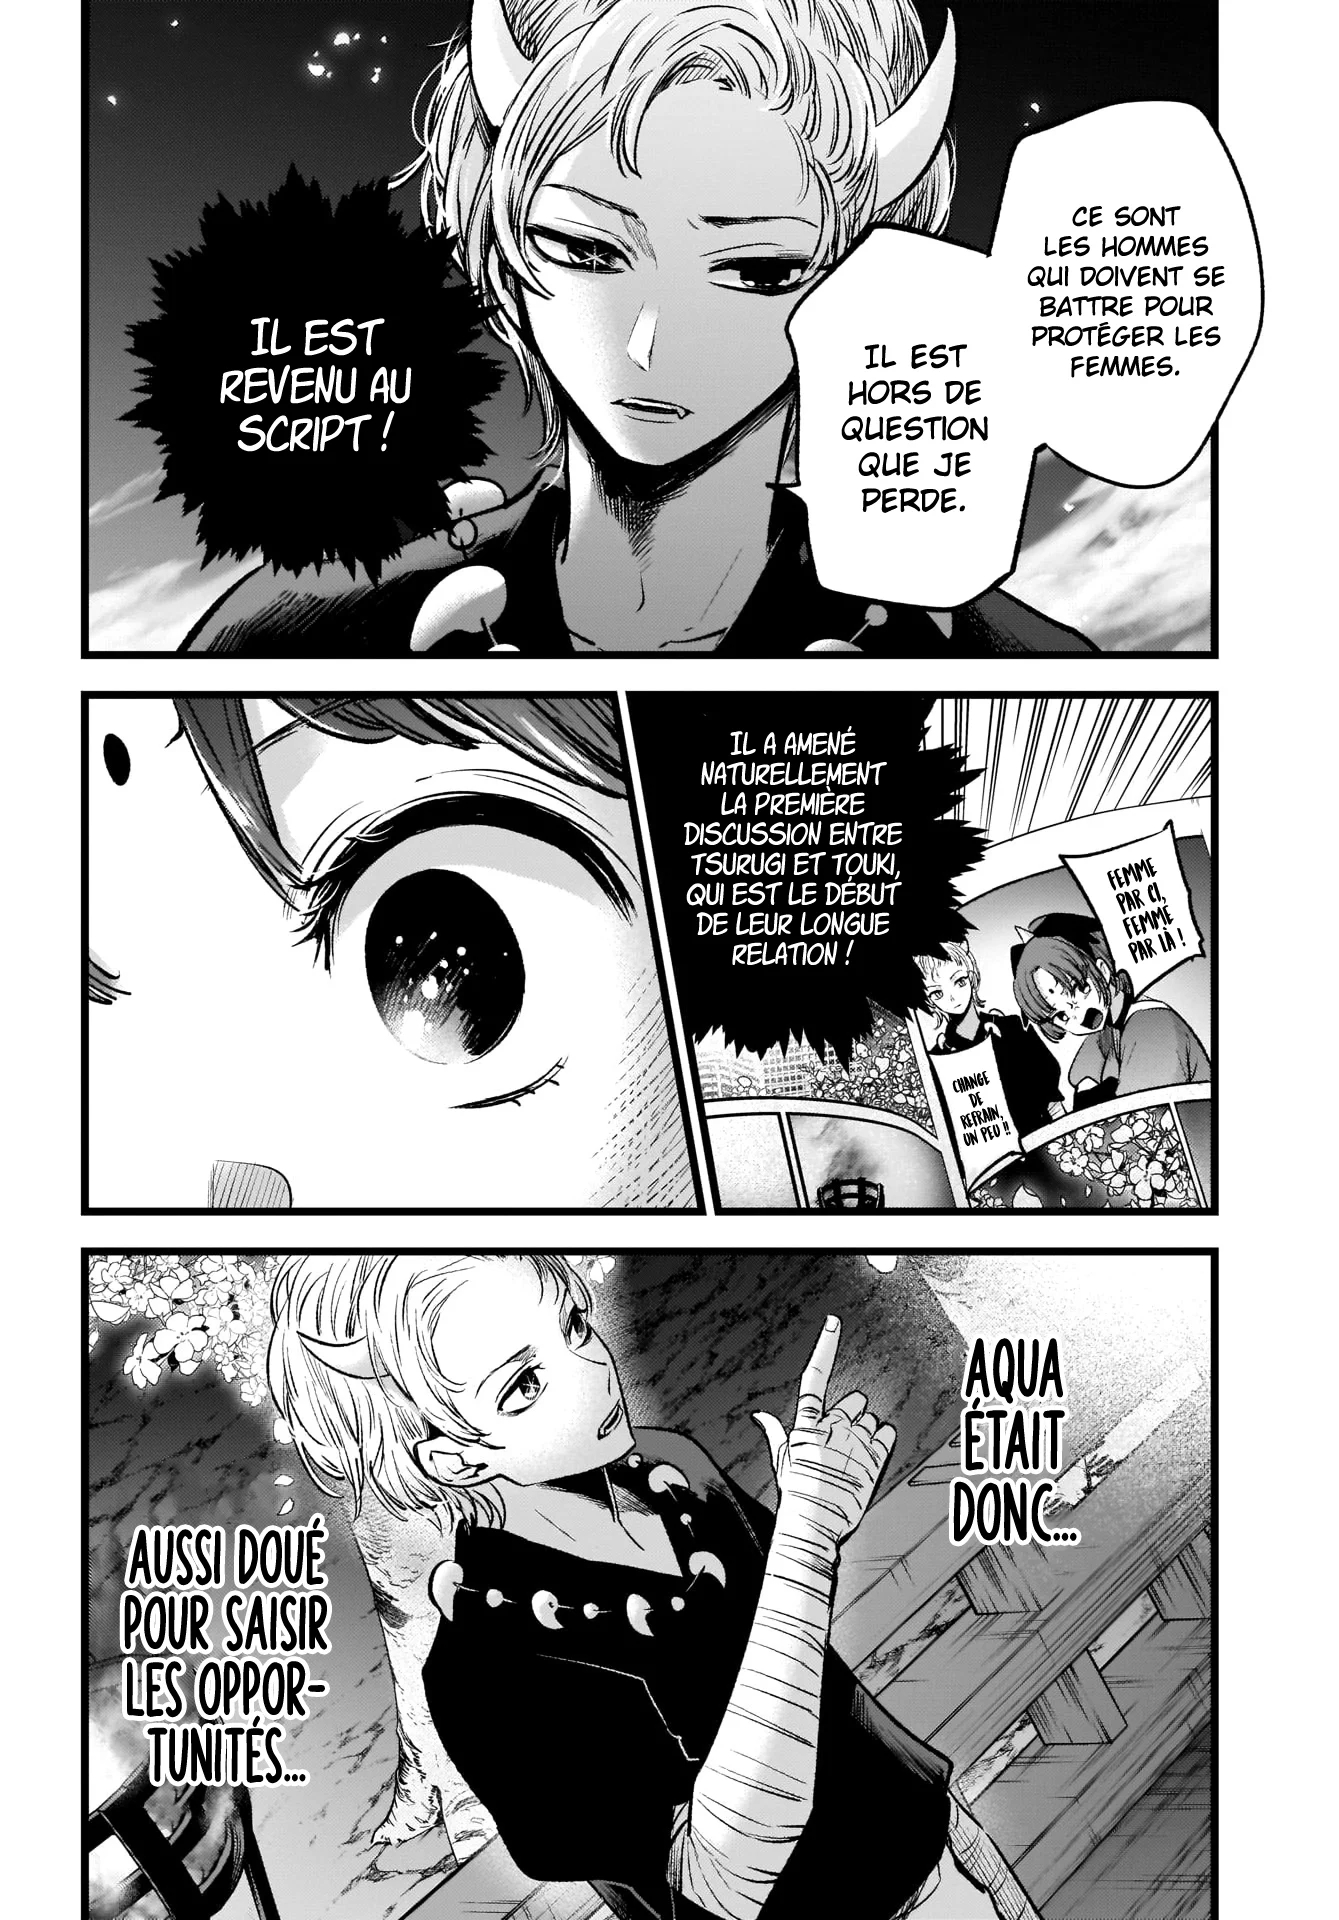 CE SONT
LES HOMMES
QUI DOIVENT SE
BATTRE POUR
PROTÉGER LES
FEMMES.
IL EST
HORS DE
QUESTION
QUE JE
PERDE.
IL EST
REVENU AU
SCRIPT !
FEMME
PAR CI,
FEMME
PAR LÀ !
CHANGE
DE
REFRAIN,
UN PEU !!
IL A AMENÉ
NATURELLEMENT
LA PREMIÈRE
DISCUSSION ENTRE
TSURUGI ET TOUKI,
QUI EST LE DÉBUT
DE LEUR LONGUE
RELATION !
AQUA
ÉTAIT
DONC...
AUSSI DOUÉ
POUR SAISIR
LES OPPOR-
TUNITÉS...